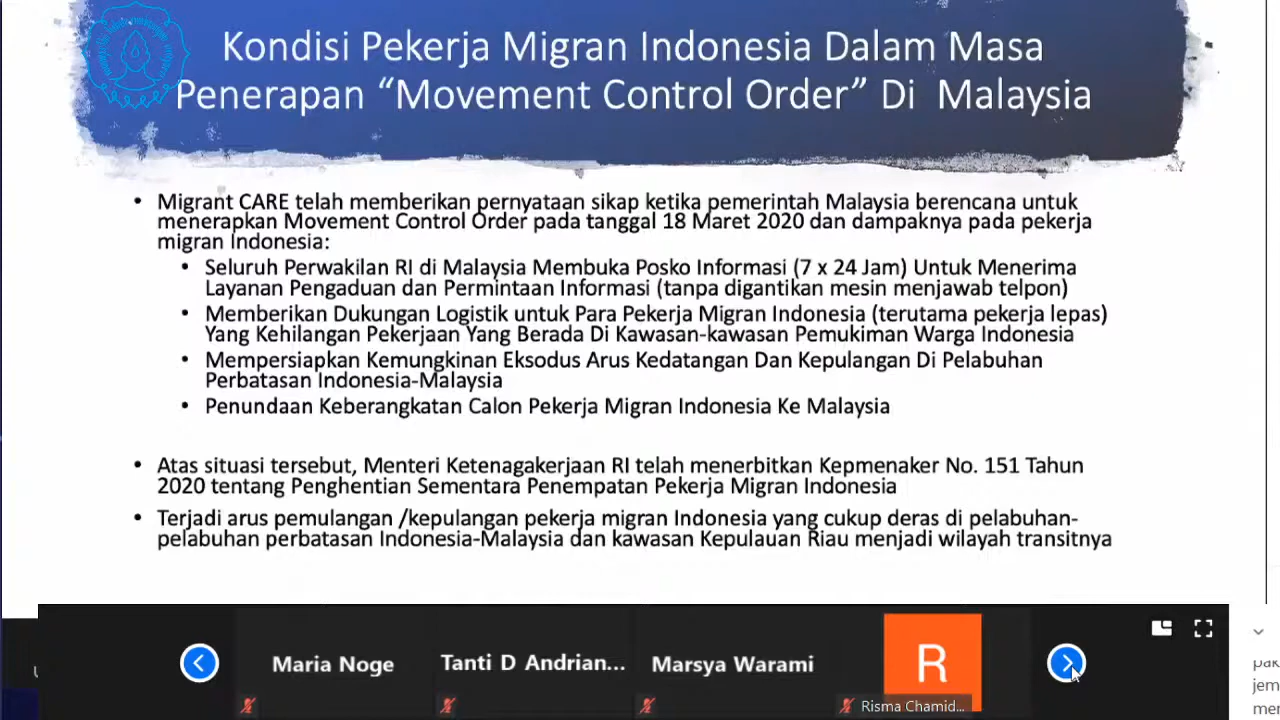 Kondisi Pekerja Migran Indonesia Dalam Masa
Penerapan “Movement Control Order” Di Malaysia
• Migrant CARE telah memberikan pernyataan sikap ketika pemerintah Malaysia berencana untuk
menerapkan Movement Control Order pada tanggal 18 Maret 2020 dan dampaknya pada pekerja
migran Indonesia:
• Seluruh Perwakilan RI di Malaysia Membuka Posko Informasi (7 x 24 Jam) Untuk Menerima
Layanan Pengaduan dan Permintaan Informasi (tanpa digantikan mesin menjawab telpon)
• Memberikan Dukungan Logistik untuk Para Pekerja Migran Indonesia (terutama pekerja lepas)
Yang Kehilangan Pekerjaan Yang Berada Di Kawasan-kawasan Pemukiman Warga Indonesia
• Mempersiapkan Kemungkinan Eksodus Arus Kedatangan Dan Kepulangan Di Pelabuhan
Perbatasan Indonesia-Malaysia
• Penundaan Keberangkatan Calon Pekerja Migran Indonesia Ke Malaysia
• Atas situasi tersebut, Menteri Ketenagakerjaan RI telah menerbitkan Kepmenaker No. 151 Tahun
2020 tentang Penghentian Sementara Penempatan Pekerja Migran Indonesia
• Terjadi arus pemulangan /kepulangan pekerja migran Indonesia yang cukup deras di pelabuhan-
pelabuhan perbatasan Indonesia-Malaysia dan kawasan Kepulauan Riau menjadi wilayah transitnya
Maria Noge
Tanti D Andrian...
Marsya Warami
R
Risma Chamid...
pak
jem
mer